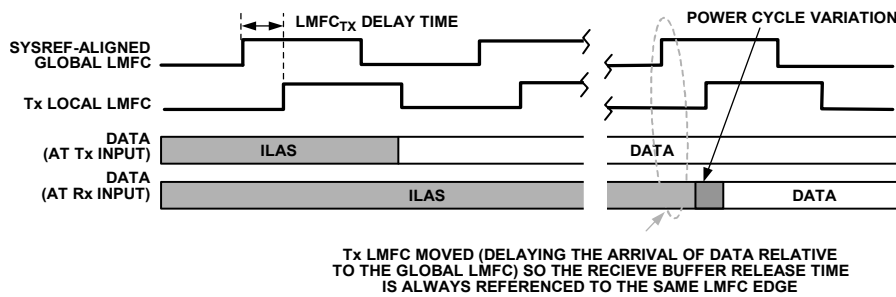 LMFCTX DELAY TIME
POWER CYCLE VARIATION
SYSREF-ALIGNED
GLOBAL LMFC
Tx LOCAL LMFC
DATA
(AT Tx INPUT)
ILAS
DATA
DATA
(AT Rx INPUT)
ILAS
DATA
Tx LMFC MOVED (DELAYING THE ARRIVAL OF DATA RELATIVE
TO THE GLOBAL LMFC) SO THE RECIEVE BUFFER RELEASE TIME
IS ALWAYS REFERENCED TO THE SAME LMFC EDGE